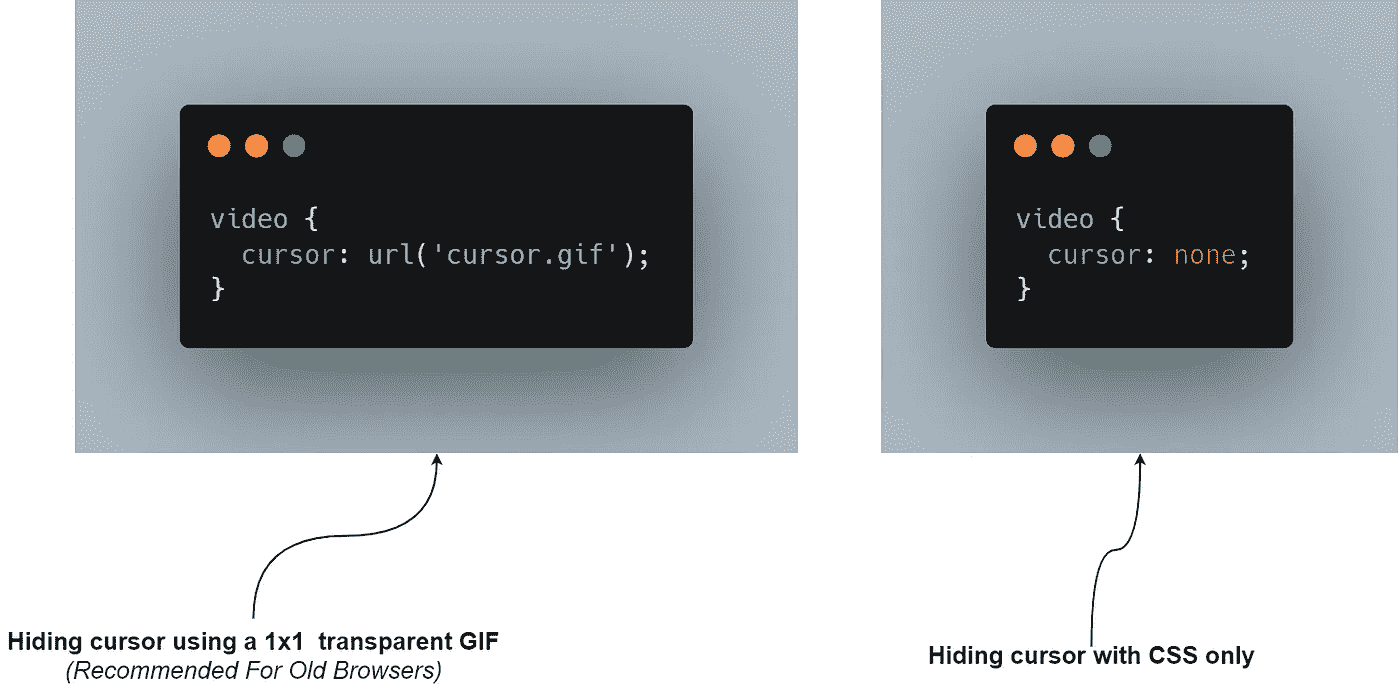 video {
  cursor: url('cursor.gif');
}
video {
  cursor: none;
}
Hiding cursor using a 1x1  transparent GIF
(Recommended For Old Browsers)
Hiding cursor with CSS only